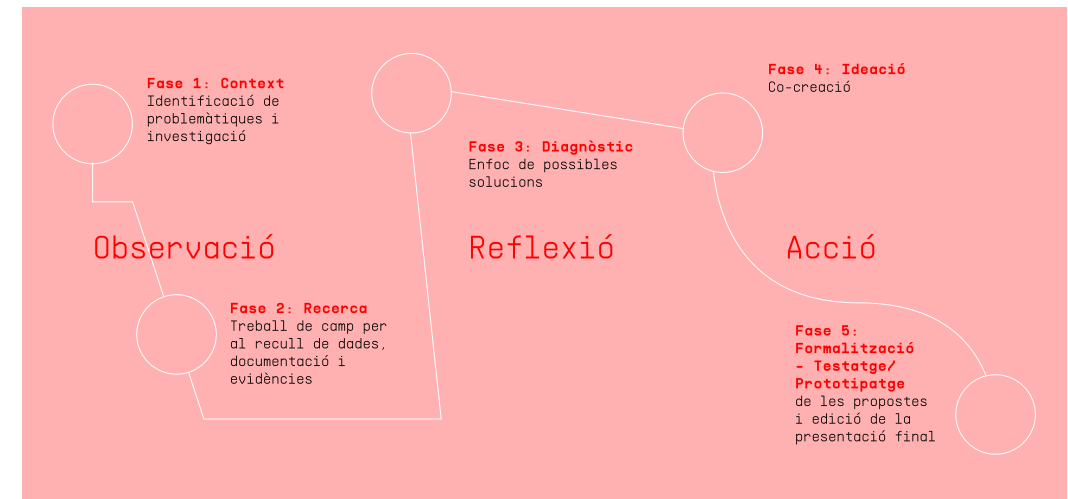 Fase 1: Context
Identificació de
problemàtiques i
investigació
Observació
Fase 2: Recerca
Treball de camp per
al recull de dades,
documentació i
evidències
Fase 3: Diagnòstic
Enfoc de possibles
solucions
Reflexió
Fase 4: Ideació
Co-creació
Acció
Fase 5:
Formalització
- Testatge/
Prototipatge
de les propostes
i edició de la
presentació final